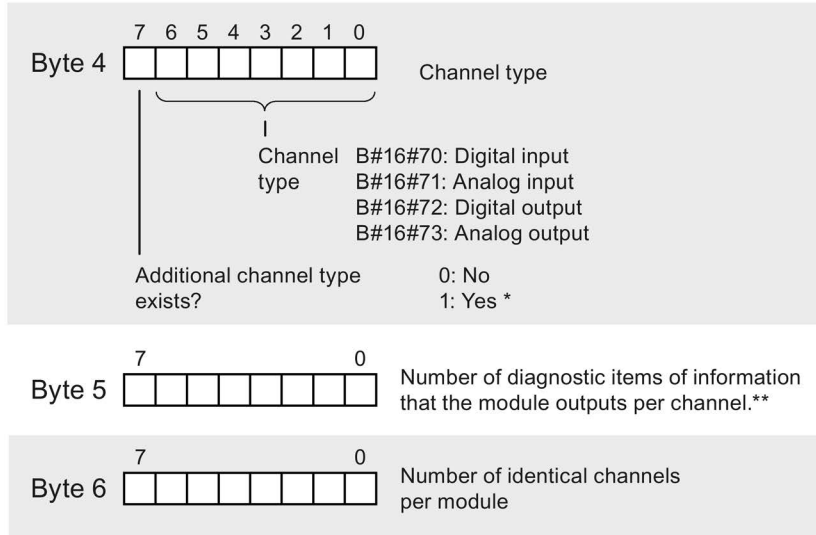 7 6 5 4 3 2 1 0
Byte 4
Channel type
Channel
type
B#16#70: Digital input
B#16#71: Analog input
B#16#72: Digital output
B#16#73: Analog output
Additional channel type
exists?
0: No
1: Yes *
7 0
Byte 5
Number of diagnostic items of information
that the module outputs per channel.**
7 0
Byte 6
Number of identical channels
per module